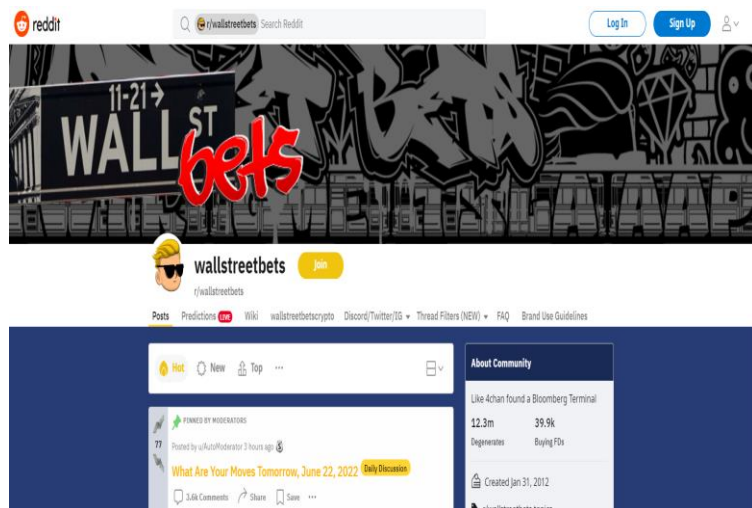 reddit
r/wallstreetbets Search Reddit
Log In
Sign Up
11-21→
WALL ST
bets
wallstreetbets
Join
r/wallstreetbets
Posts Predictions LIVE Wiki wallstreetbetscrypto Discord/Twitter/IG Thread Filters (NEW) FAQ Brand Use Guidelines
Hot New Top ...
PINNED BY MODERATORS
77
Posted by u/AutoModerator 3 hours ago
What Are Your Moves Tomorrow, June 22, 2022 Daily Discussion
3.6k Comments Share Save ...
About Community
Like 4chan found a Bloomberg Terminal
12.3m 39.9k
Degenerates Buying FDs
Created Jan 31, 2012
r/wallstreetbets topics